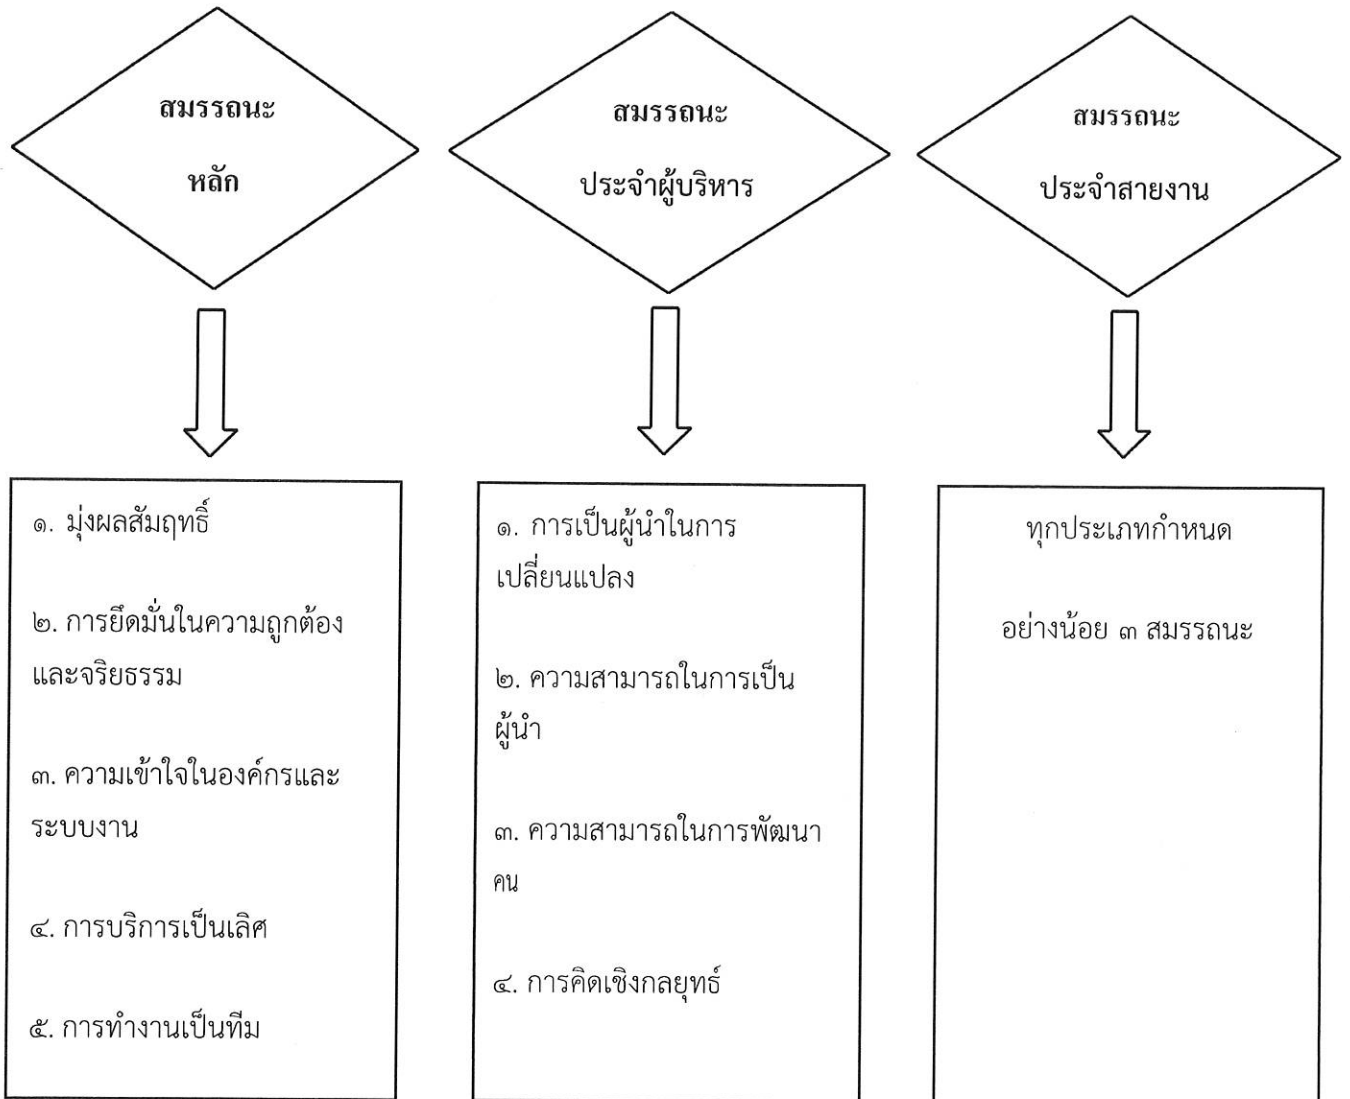 สมรรถนะ
หลัก
สมรรถนะ
ประจำผู้บริหาร
สมรรถนะ
ประจำสายงาน
๑. มุ่งผลสัมฤทธิ์
๒. การยึดมั่นในความถูกต้อง
และจริยธรรม
๓. ความเข้าใจในองค์กรและ
ระบบงาน
๔. การบริการเป็นเลิศ
๕. การทำงานเป็นทีม
๑. การเป็นผู้นำในการ
เปลี่ยนแปลง
๒. ความสามารถในการเป็น
ผู้นำ
๓. ความสามารถในการพัฒนา
คน
๔. การคิดเชิงกลยุทธ์
ทุกประเภทกำหนด
อย่างน้อย ๓ สมรรถนะ